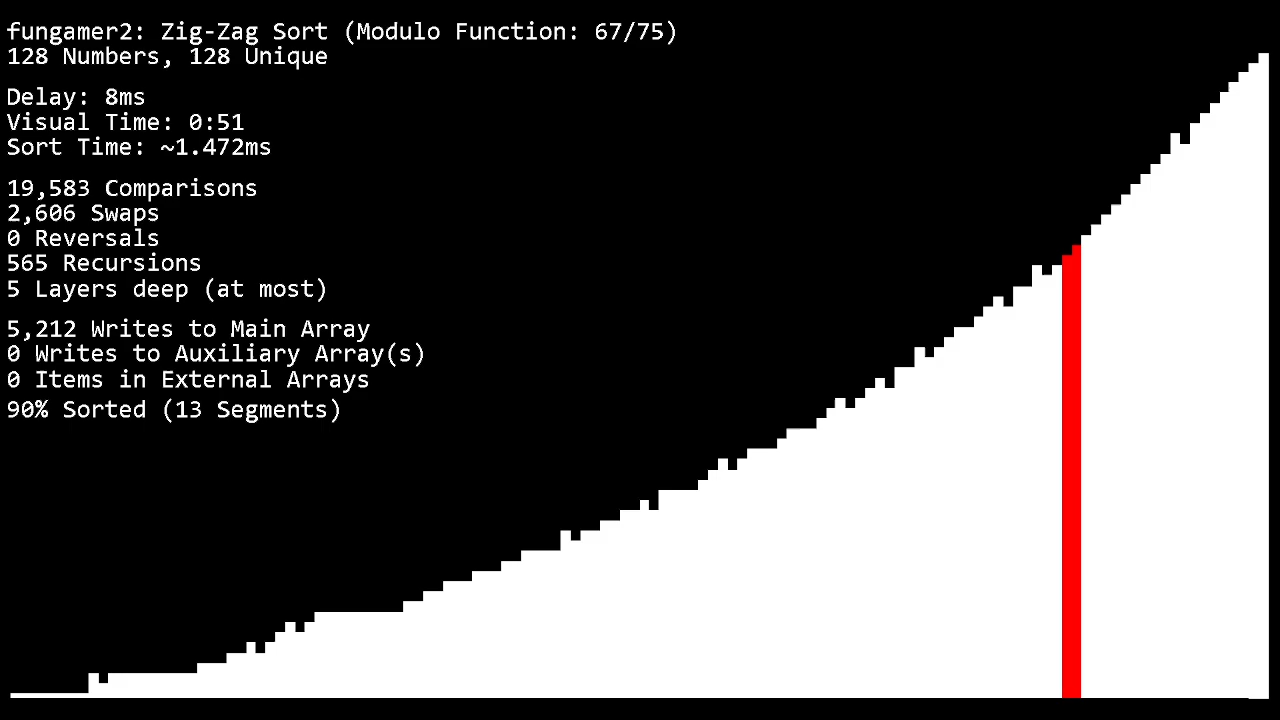 fungamer2: Zig-Zag Sort (Modulo Function: 67/75)
128 Numbers, 128 Unique
Delay: 8ms
Visual Time: 0:51
Sort Time: ~1.472ms
19,583 Comparisons
2,606 Swaps
0 Reversals
565 Recursions
5 Layers deep (at most)
5,212 Writes to Main Array
0 Writes to Auxiliary Array(s)
0 Items in External Arrays
90% Sorted (13 Segments)